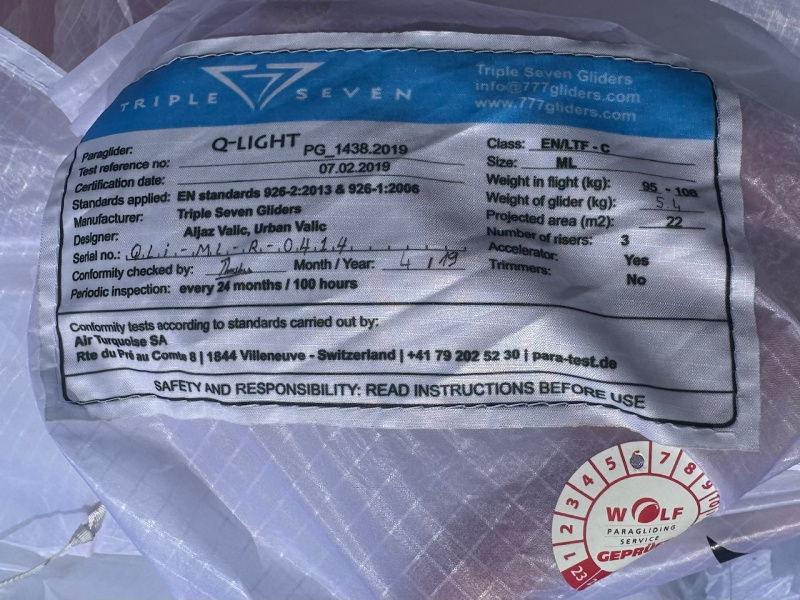 TRIPLE SEVEN
Triple Seven Gliders
info@777gliders.com
www.777gliders.com
Paraglider: Q-LIGHT
Test reference no: PG_1438.2019
Certification date: 07.02.2019
Standards applied: EN standards 926-2:2013 & 926-1:2006
Manufacturer: Triple Seven Gliders
Designer: Aljaz Valic, Urban Valic
Serial no.: Q.L.i.-.M.L.-.R.-.0.4.1.4.
Conformity checked by: Month / Year: 4 / 19
Periodic inspection: every 24 months / 100 hours
Class: EN/LTF - C
Size: ML
Weight in flight (kg): 95 - 108
Weight of glider (kg): 5 4
Projected area (m2): 22
Number of risers: 3
Accelerator: Yes
Trimmers: No
Conformity tests according to standards carried out by:
Air Turquoise SA
Rte du Pré au Comte 8 | 1844 Villeneuve - Switzerland | +41 79 202 52 30 | para-test.de
SAFETY AND RESPONSIBILITY: READ INSTRUCTIONS BEFORE USE
1 2 3 4 5 7 8 9 10
WOLF
PARAGLIDING
SERVICE
23